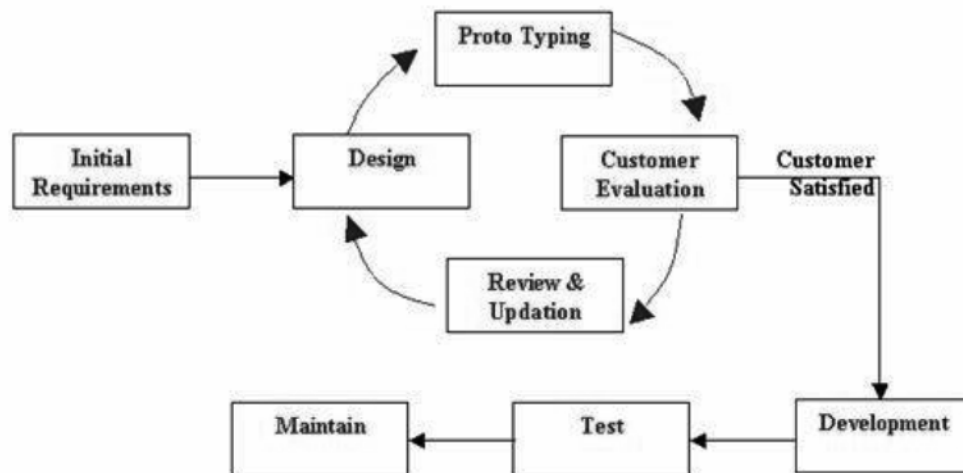 Proto Typing
Initial
Requirements
Design
Customer
Evaluation
Customer
Satisfied
Review &
Updation
Maintain
Test
Development